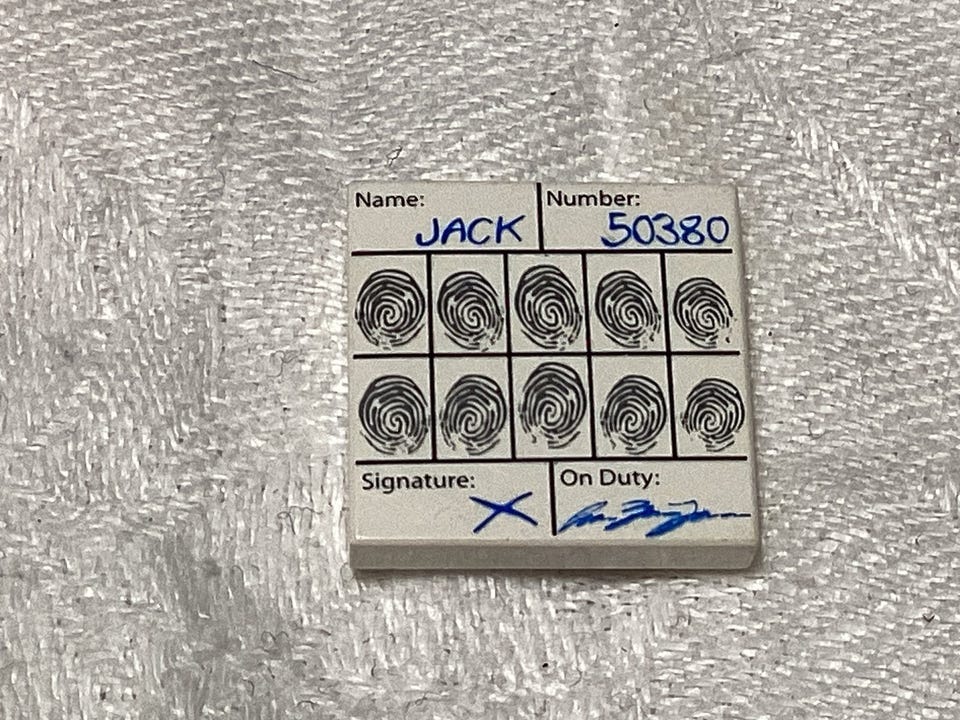 Name: Number:
JACK 50380
Signature: On Duty:
X